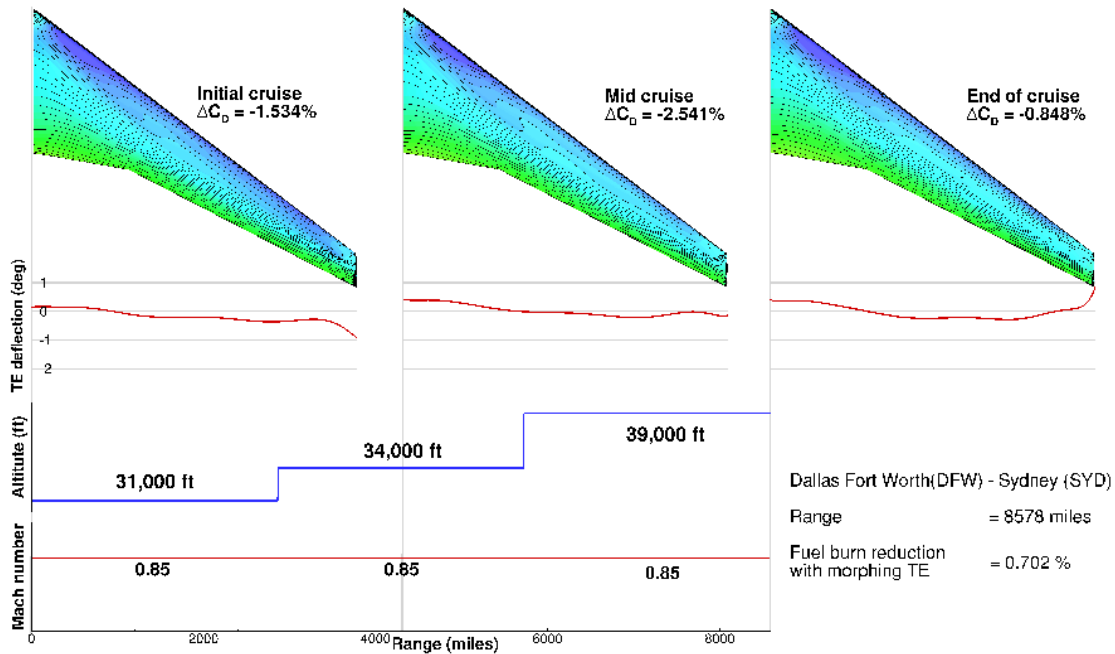 Initial cruise
ΔC_D = -1.534%
Mid cruise
ΔC_D = -2.541%
End of cruise
ΔC_D = -0.848%
TE deflection (deg)
1
0
-1
2
Altitute (ft)
31,000 ft
34,000 ft
39,000 ft
Mach number
0.85
0.85
0.85
0
2000
4000
6000
8000
Range (miles)
Dallas Fort Worth(DFW) - Sydney (SYD)
Range = 8578 miles
Fuel burn reduction
with morphing TE = 0.702 %